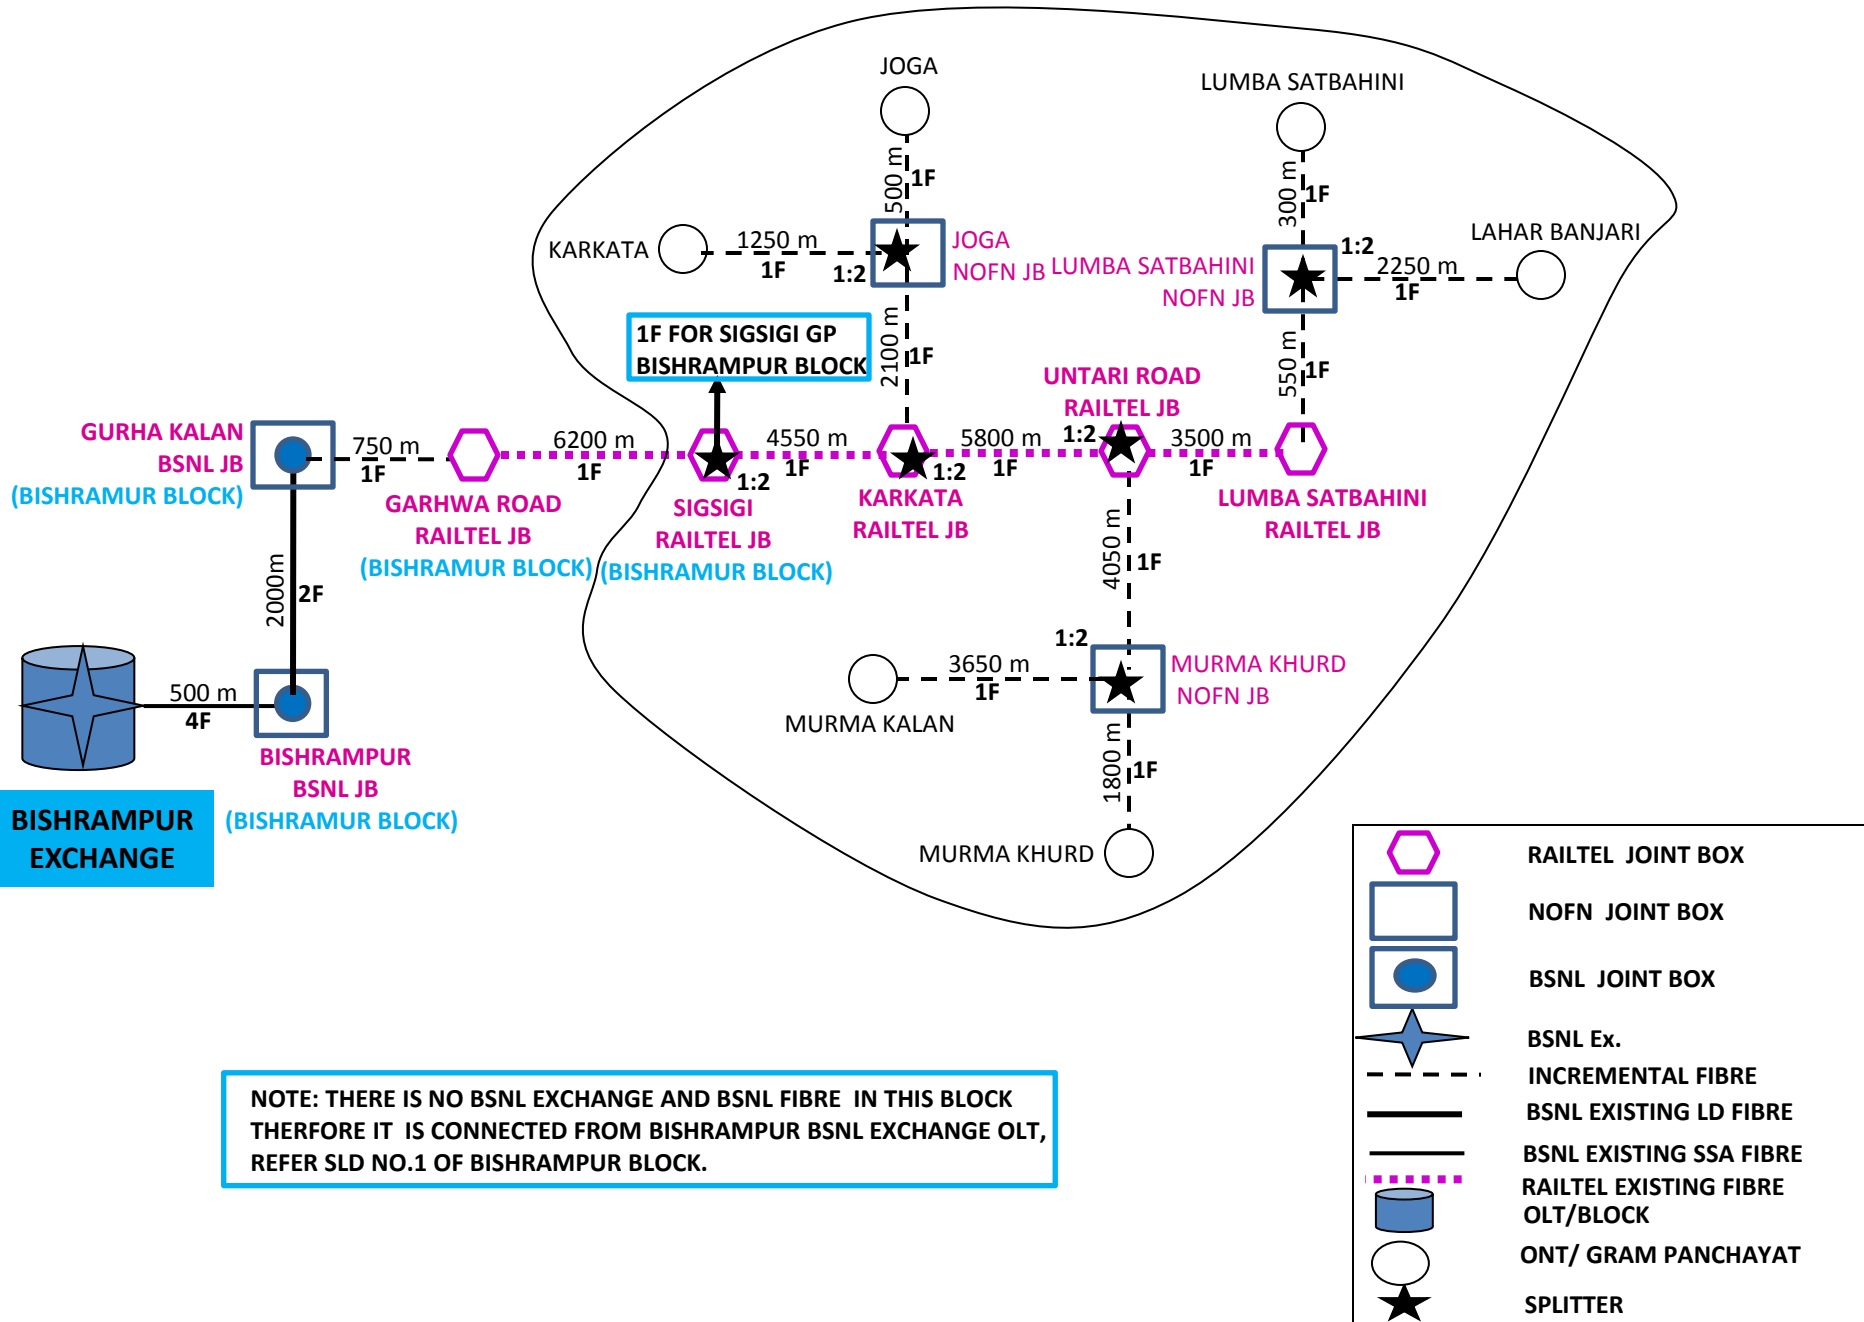 JOGA
LUMBA SATBAHINI
500 m
1F
300 m
1F
KARKATA
1250 m
1F
1:2
JOGA
NOFN JB
LUMBA SATBAHINI
NOFN JB
1:2
2250 m
1F
LAHAR BANJARI
1F FOR SIGSIGI GP
BISHRAMPUR BLOCK
2100 m
1F
550 m
1F
UNTARI ROAD
RAILTEL JB
GURHA KALAN
BSNL JB
(BISHRAMUR BLOCK)
750 m
1F
6200 m
1F
4550 m
1F
5800 m
1F
1:2
3500 m
1F
1:2
1:2
GARHWA ROAD
RAILTEL JB
(BISHRAMUR BLOCK)
SIGSIGI
RAILTEL JB
(BISHRAMUR BLOCK)
KARKATA
RAILTEL JB
LUMBA SATBAHINI
RAILTEL JB
2000m
2F
4050 m
1F
1:2
500 m
4F
3650 m
1F
MURMA KALAN
MURMA KHURD
NOFN JB
BISHRAMPUR
BSNL JB
(BISHRAMUR BLOCK)
1800 m
1F
BISHRAMPUR
EXCHANGE
MURMA KHURD
RAILTEL JOINT BOX
NOFN JOINT BOX
BSNL JOINT BOX
BSNL Ex.
INCREMENTAL FIBRE
BSNL EXISTING LD FIBRE
BSNL EXISTING SSA FIBRE
RAILTEL EXISTING FIBRE
OLT/BLOCK
ONT/ GRAM PANCHAYAT
SPLITTER
NOTE: THERE IS NO BSNL EXCHANGE AND BSNL FIBRE IN THIS BLOCK
THERFORE IT IS CONNECTED FROM BISHRAMPUR BSNL EXCHANGE OLT,
REFER SLD NO.1 OF BISHRAMPUR BLOCK.